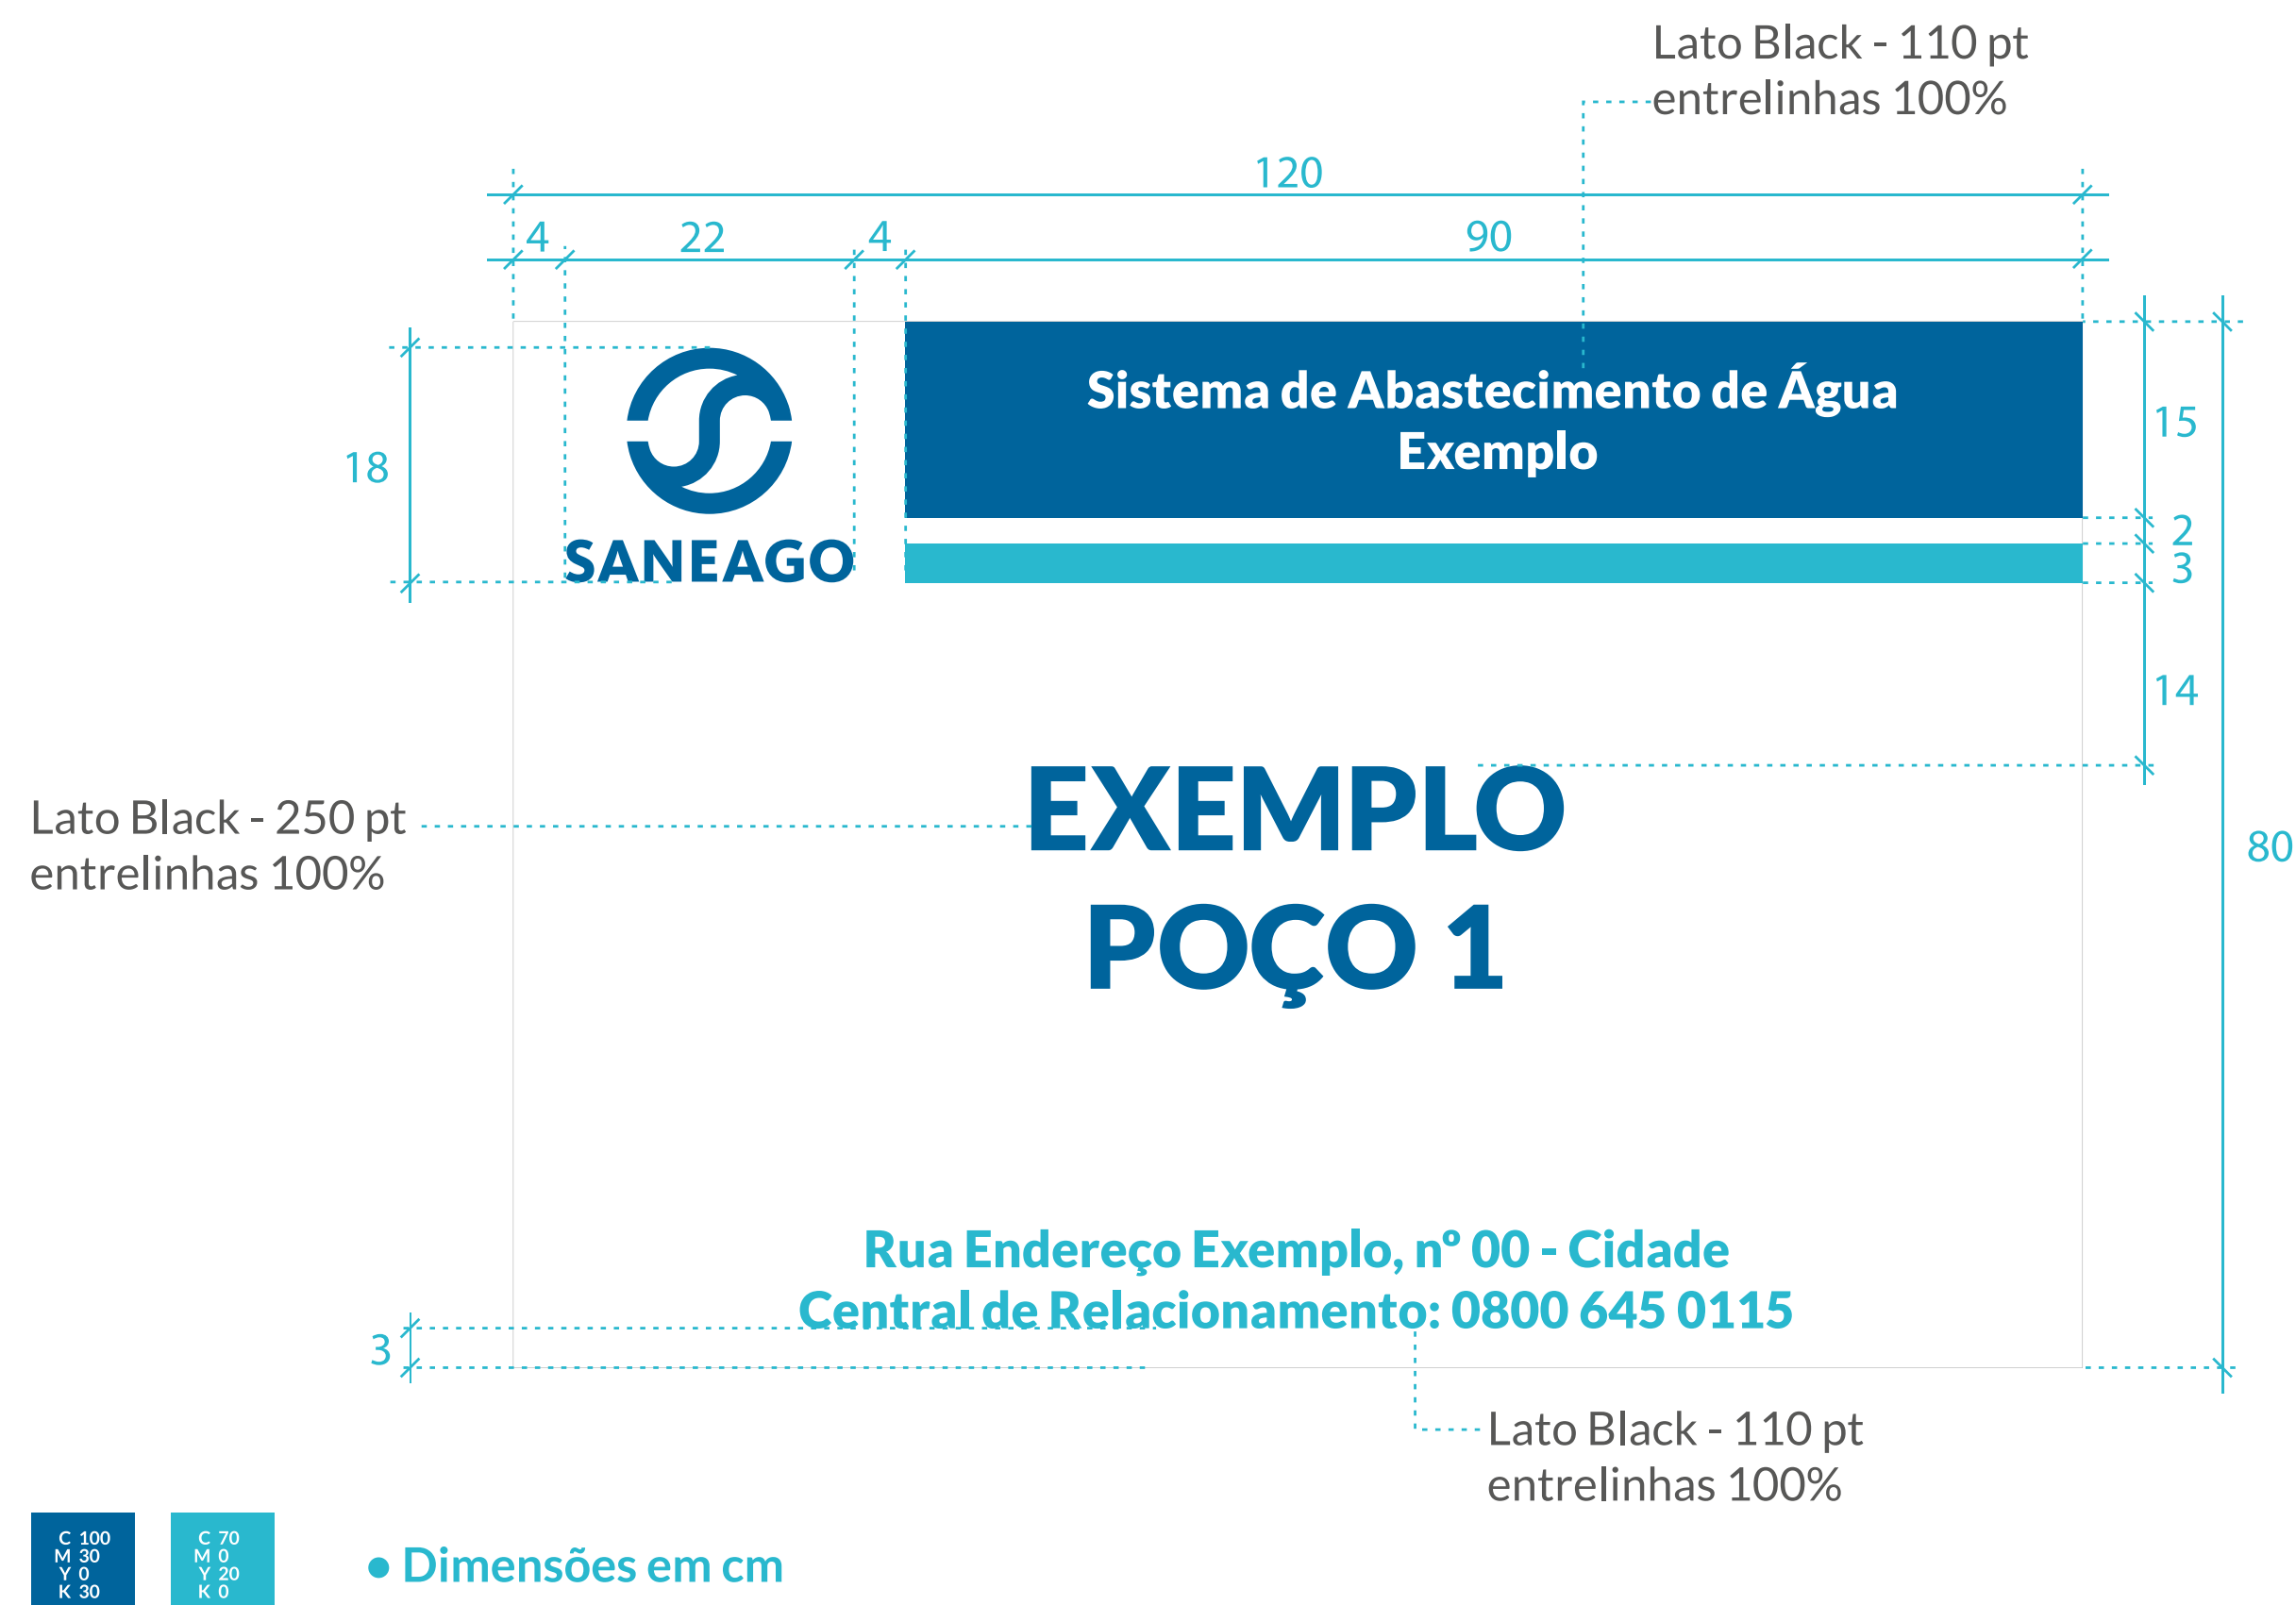 Lato Black - 110 pt
entrelinhas 100%
120
4 22 4 90
Sistema de Abastecimento de Água
Exemplo
15
18
2
SANEAGO
3
14
EXEMPLO
Lato Black - 250 pt
entrelinhas 100%
80
POÇO 1
Rua Endereço Exemplo, nº 00 - Cidade
Central de Relacionamento: 0800 645 0115
3
Lato Black - 110 pt
entrelinhas 100%
C 100
M 30
Y 0
K 30
C 70
M 0
Y 20
K 0
• Dimensões em cm